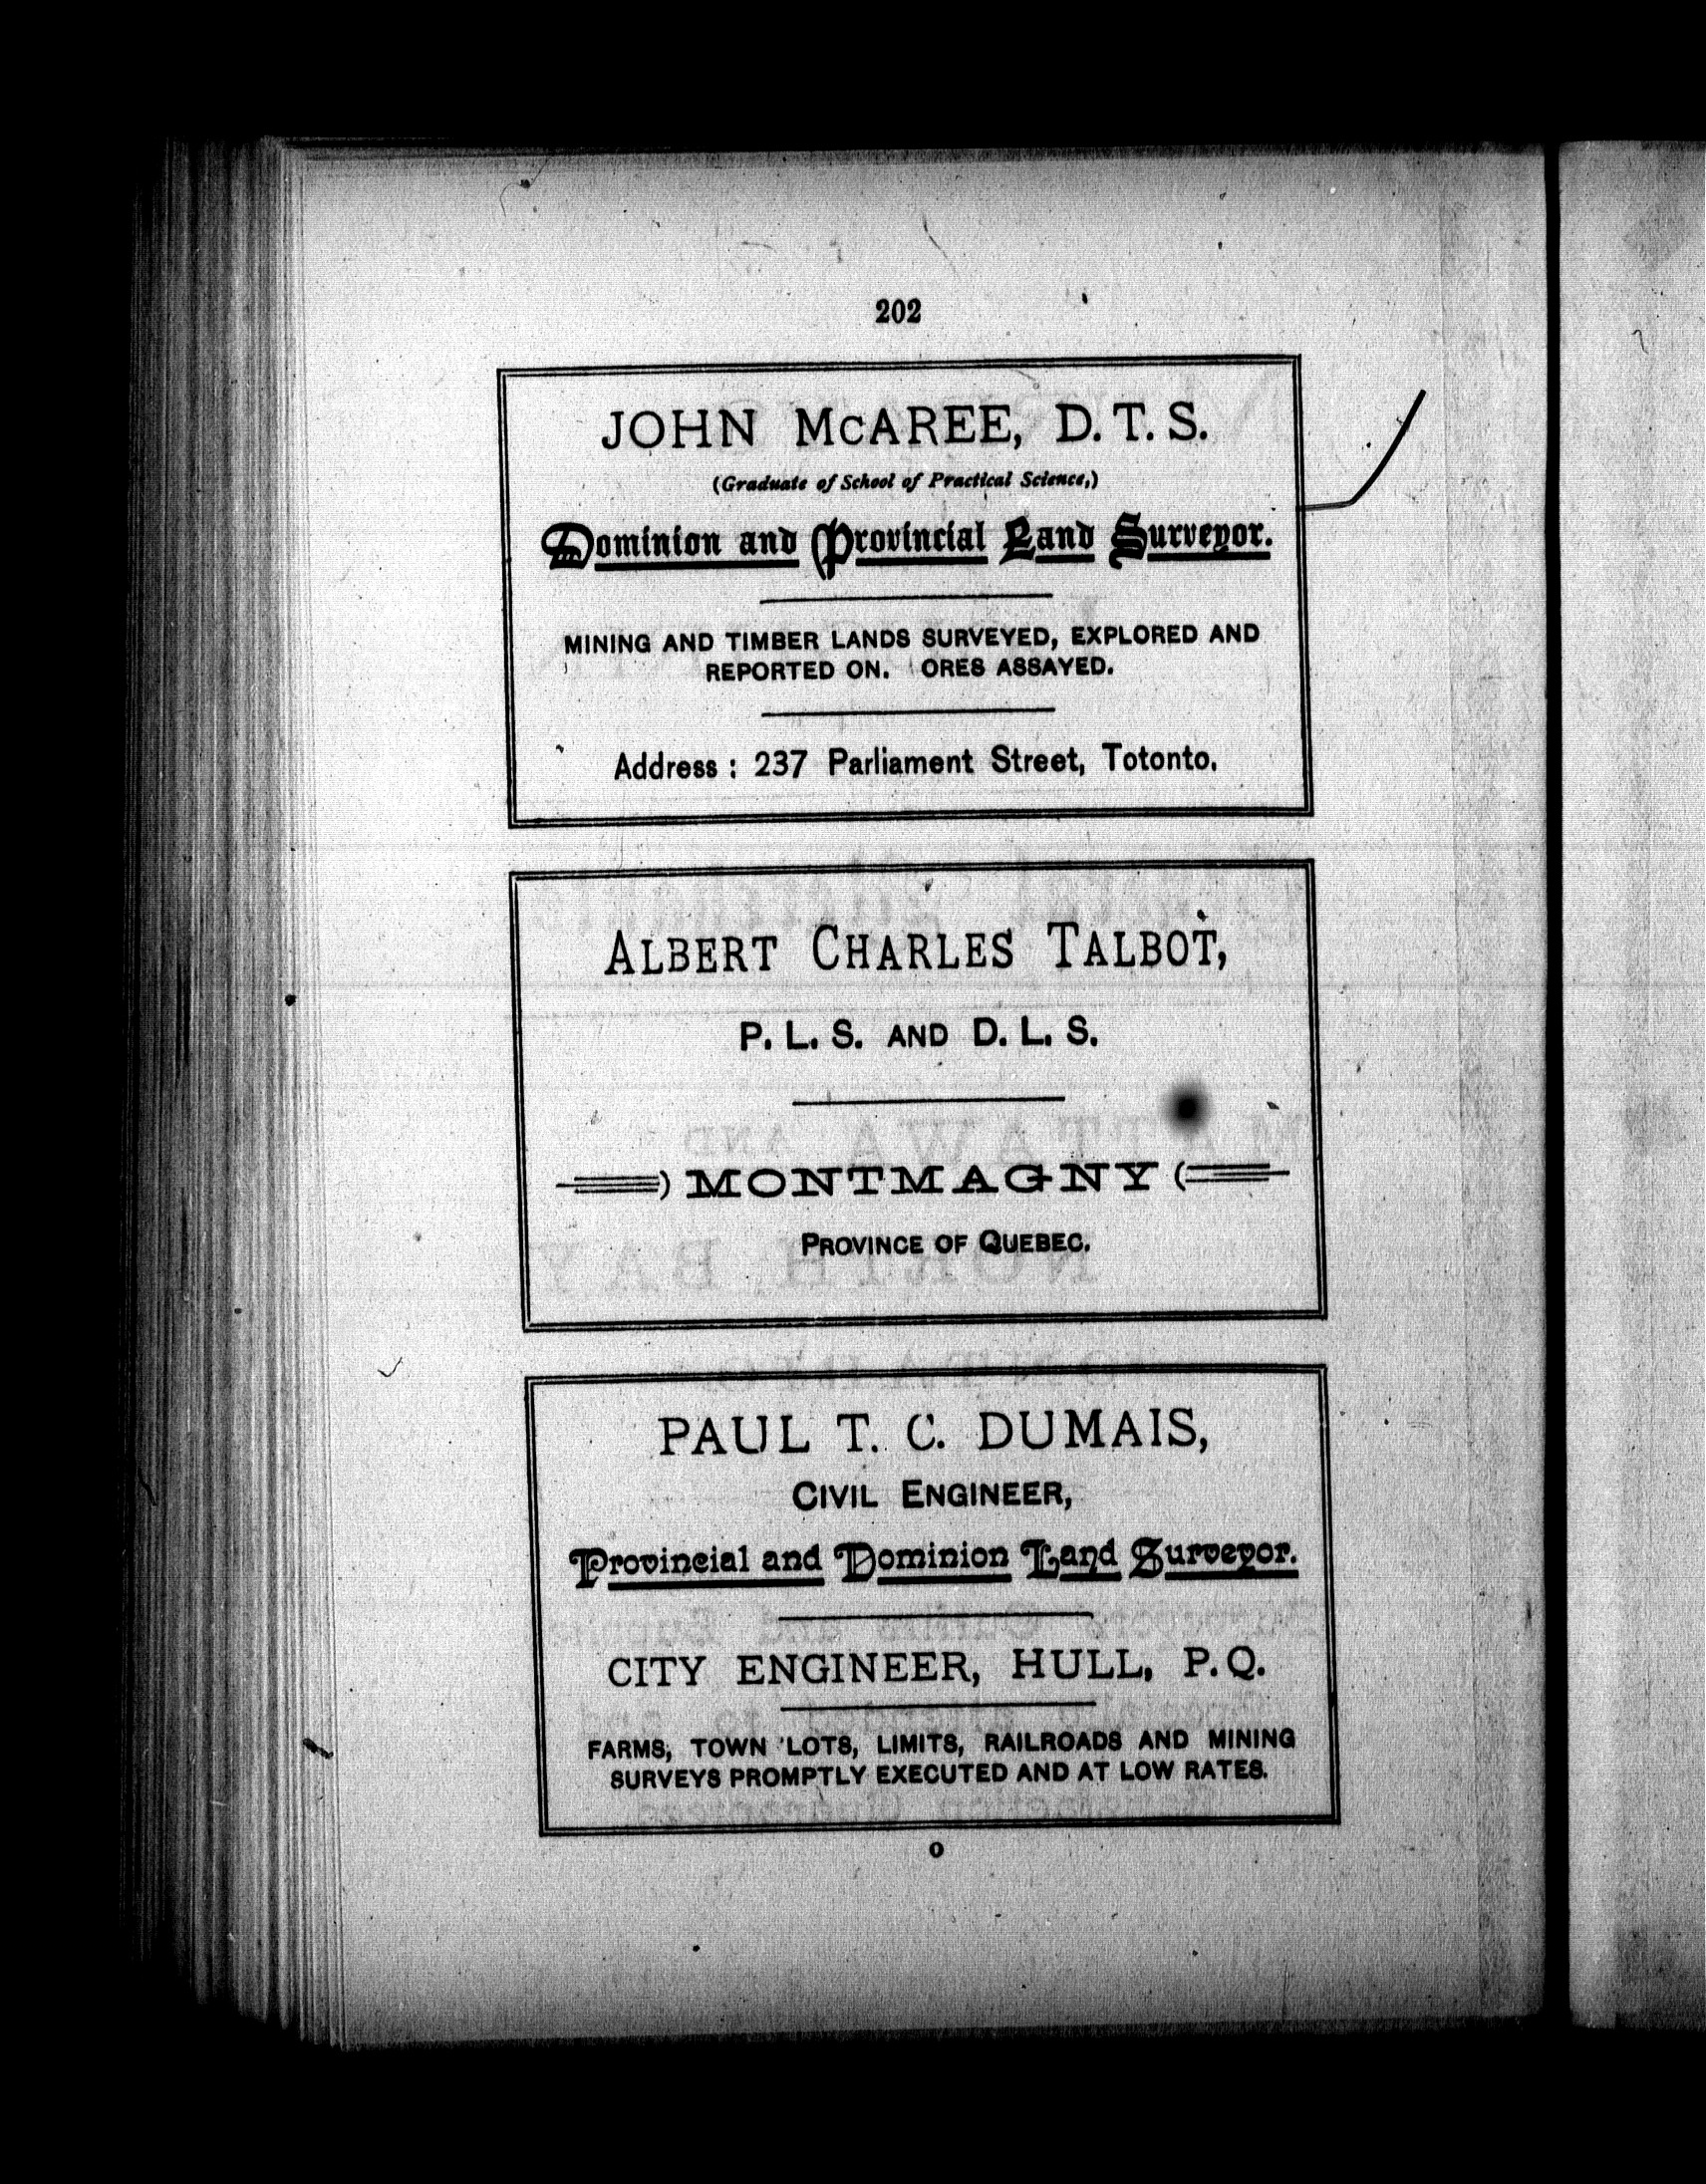 202
JOHN McAREE, D. T. S.
(Graduate of School of Practical Science,)
Dominion and Provincial Land Surveyor.
MINING AND TIMBER LANDS SURVEYED, EXPLORED AND
REPORTED ON. ORES ASSAYED.
Address : 237 Parliament Street, Totonto.
ALBERT CHARLES TALBOT,
P. L. S. AND D. L. S.
MONTMAGNY
PROVINCE OF QUEBEC.
PAUL T. C. DUMAIS,
CIVIL ENGINEER,
Provincial and Dominion Land Surveyor.
CITY ENGINEER, HULL, P. Q.
FARMS, TOWN LOTS, LIMITS, RAILROADS AND MINING
SURVEYS PROMPTLY EXECUTED AND AT LOW RATES.
O